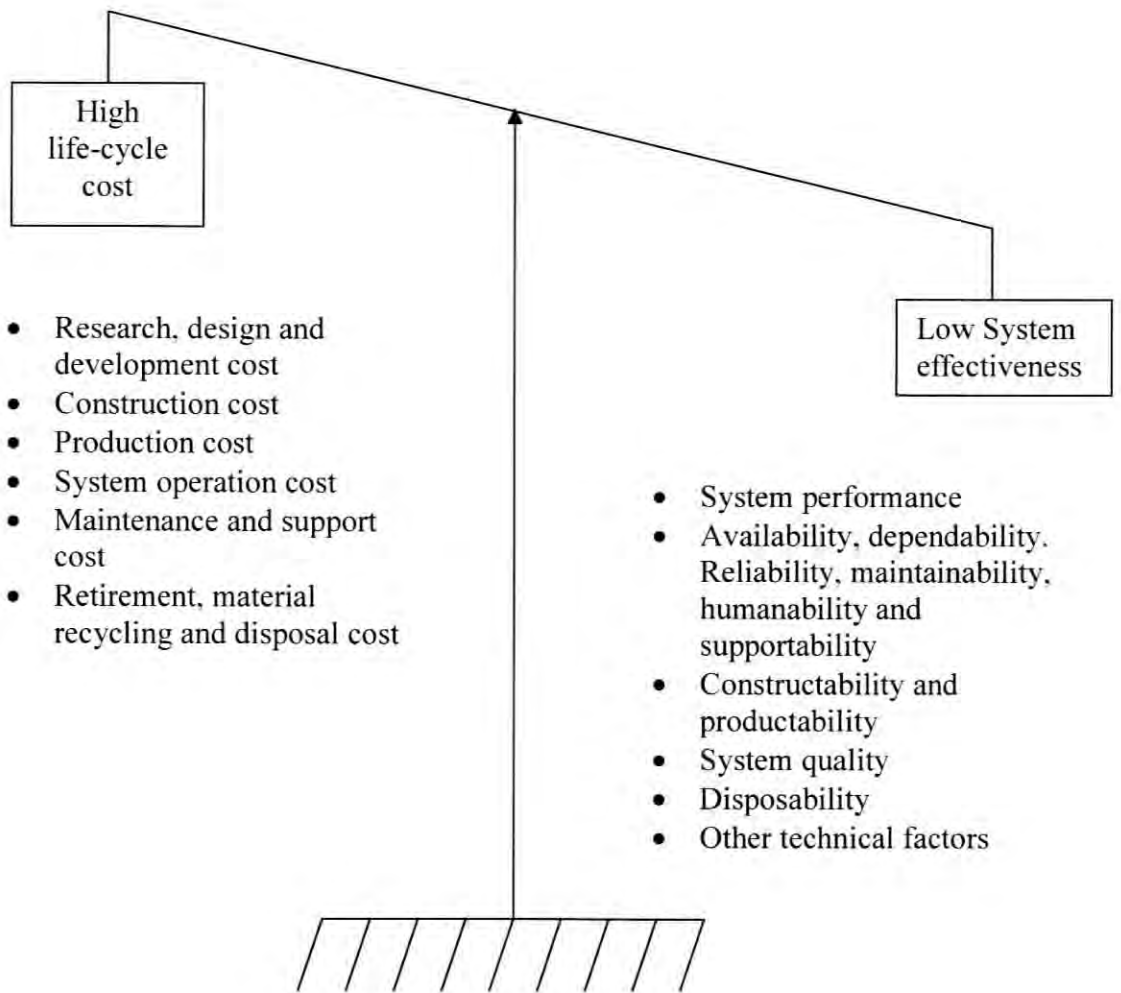 High
life-cycle
cost
• Research, design and
development cost
• Construction cost
• Production cost
• System operation cost
• Maintenance and support
cost
• Retirement, material
recycling and disposal cost
Low System
effectiveness
• System performance
• Availability, dependability.
Reliability, maintainability,
humanability and
supportability
• Constructability and
productability
• System quality
• Disposability
• Other technical factors